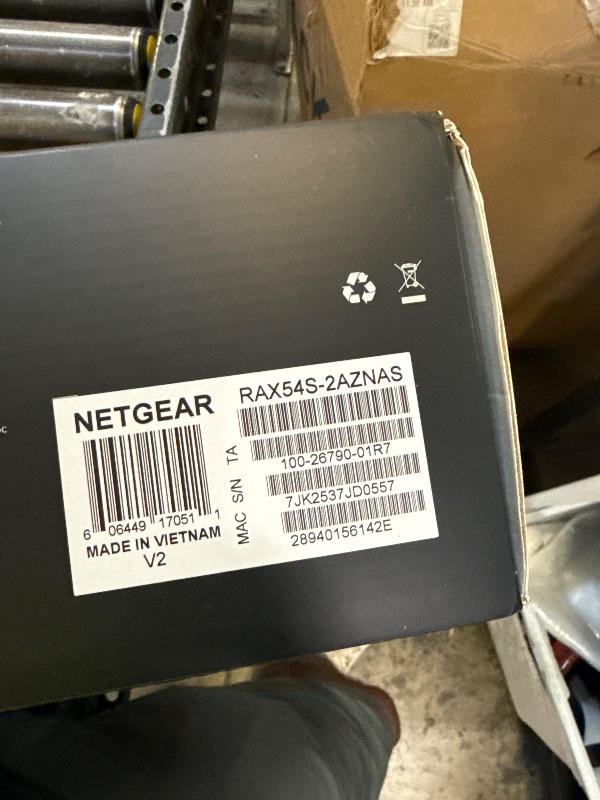 NETGEAR
6 06449 17051 1
MADE IN VIETNAM
V2
RAX54S-2AZNAS
TA
100-26790-01R7
S/N
7JK2537JD0557
MAC
28940156142E